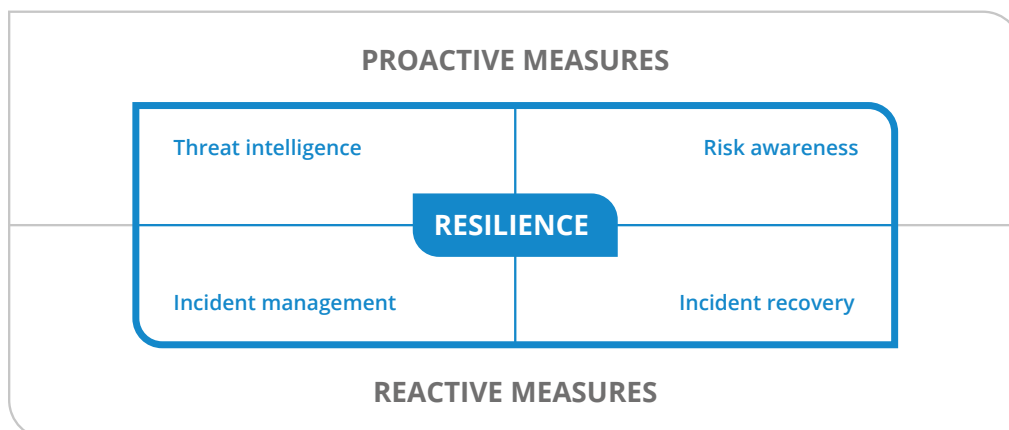 PROACTIVE MEASURES
Threat intelligence
Risk awareness
RESILIENCE
Incident management
Incident recovery
REACTIVE MEASURES